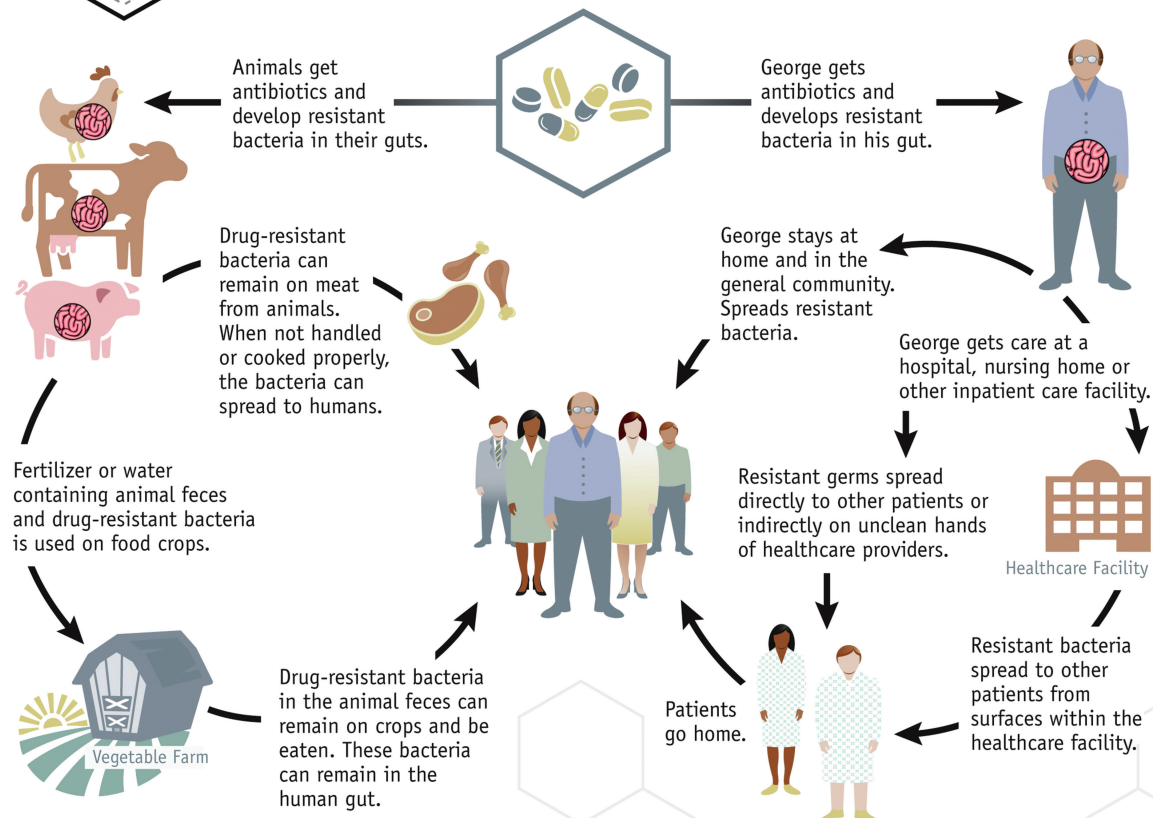 Animals get
antibiotics and
develop resistant
bacteria in their guts.
George gets
antibiotics and
develops resistant
bacteria in his gut.
Drug-resistant
bacteria can
remain on meat
from animals.
When not handled
or cooked properly,
the bacteria can
spread to humans.
George stays at
home and in the
general community.
Spreads resistant
bacteria.
George gets care at a
hospital, nursing home or
other inpatient care facility.
Fertilizer or water
containing animal feces
and drug-resistant bacteria
is used on food crops.
Resistant germs spread
directly to other patients or
indirectly on unclean hands
of healthcare providers.
Healthcare Facility
Vegetable Farm
Drug-resistant bacteria
in the animal feces can
remain on crops and be
eaten. These bacteria
can remain in the
human gut.
Patients
go home.
Resistant bacteria
spread to other
patients from
surfaces within the
healthcare facility.